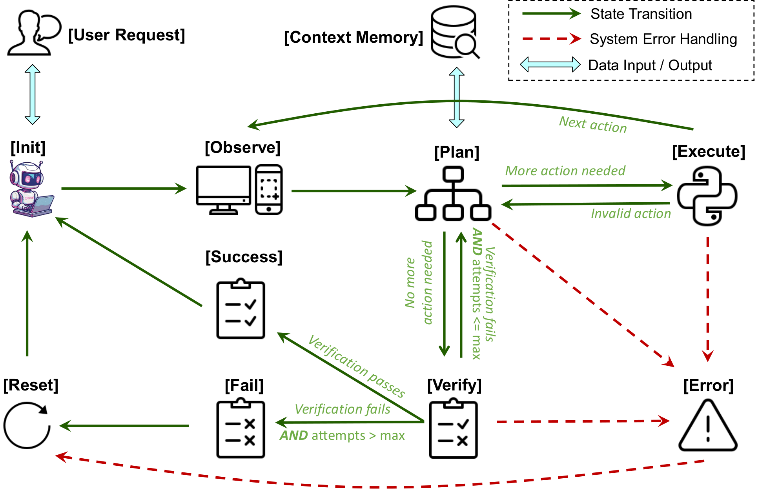 [User Request]
[Context Memory]
State Transition
System Error Handling
Data Input / Output
Next action
[Init]
[Observe]
[Plan]
[Execute]
More action needed
Invalid action
[Success]
No more
action needed
Verification fails
AND attempts <= max
Verification passes
[Reset]
[Fail]
[Verify]
[Error]
Verification fails
AND attempts > max